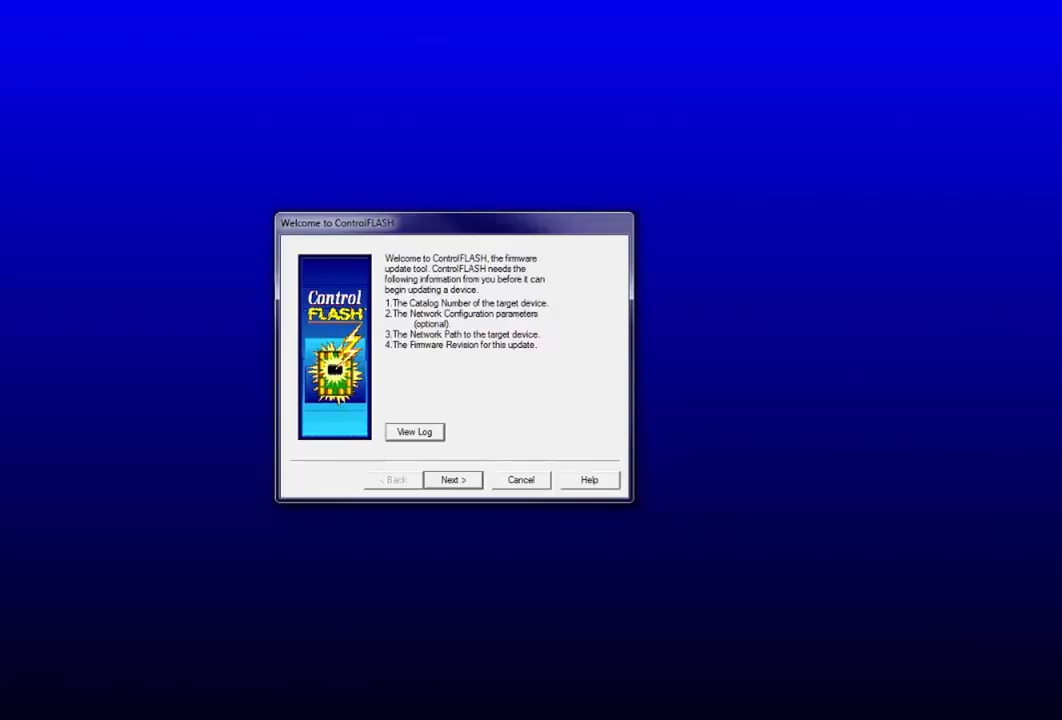 Welcome to ControlFLASH
Welcome to ControlFLASH, the firmware
update tool. ControlFLASH needs the
following information from you before it can
begin updating a device.
1.The Catalog Number of the target device.
2.The Network Configuration parameters
(optional).
3.The Network Path to the target device.
4.The Firmware Revision for this update.
Control
FLASH
View Log
< Back
Next >
Cancel
Help